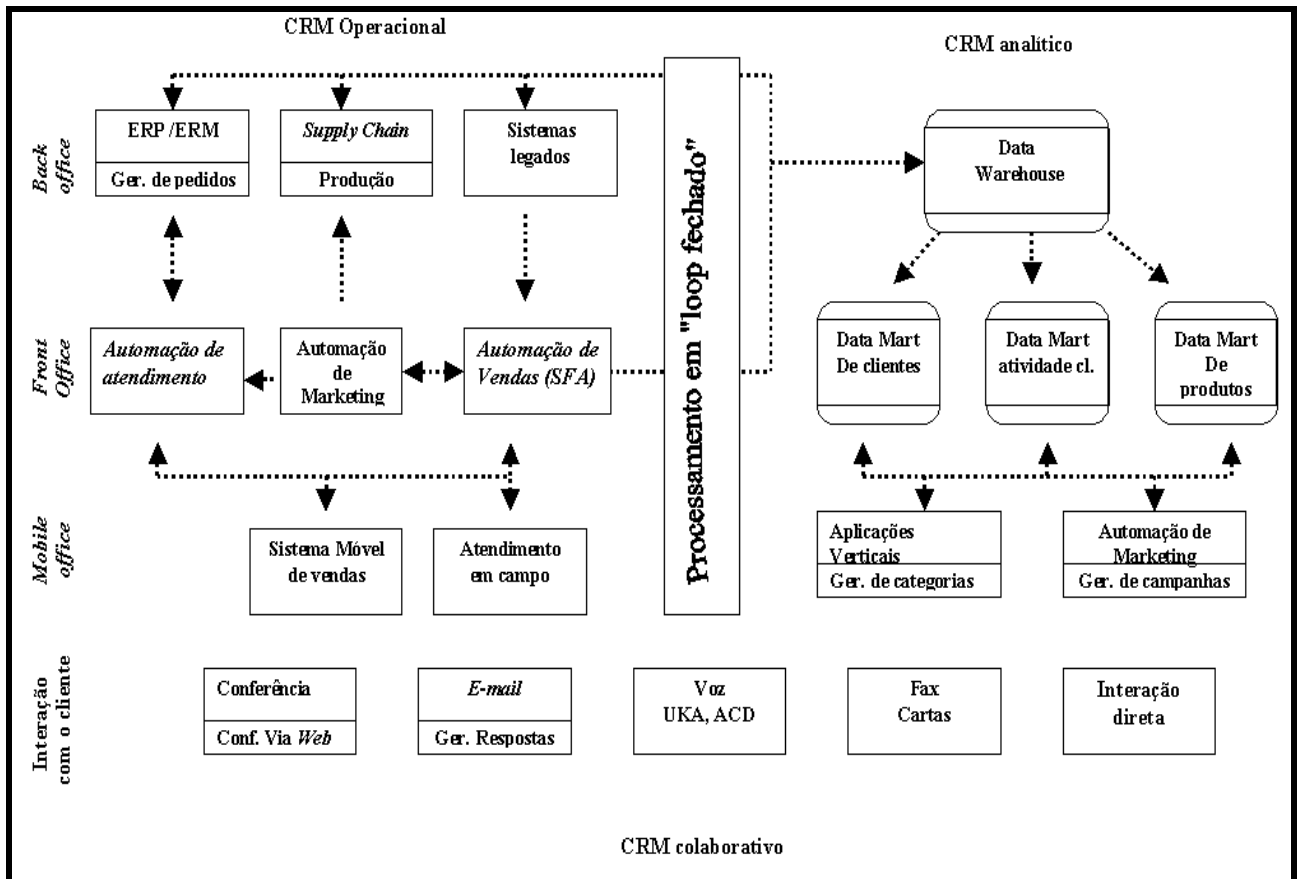 CRM Operacional
CRM analítico
Back
office
ERP /ERM
Ger. de pedidos
Supply Chain
Produção
Sistemas
legados
Data
Warehouse
Processamento em "loop fechado"
Front
Office
Automação de
atendimento
Automação
de
Marketing
Automação de
Vendas (SFA)
Data Mart
De clientes
Data Mart
atividade cl.
Data Mart
De
produtos
Mobile
office
Sistema Móvel
de vendas
Atendimento
em campo
Aplicações
Verticais
Ger. de categorias
Automação de
Marketing
Ger. de campanhas
Interação
com o cliente
Conferência
Conf. Via Web
E-mail
Ger. Respostas
Voz
UKA, ACD
Fax
Cartas
Interação
direta
CRM colaborativo